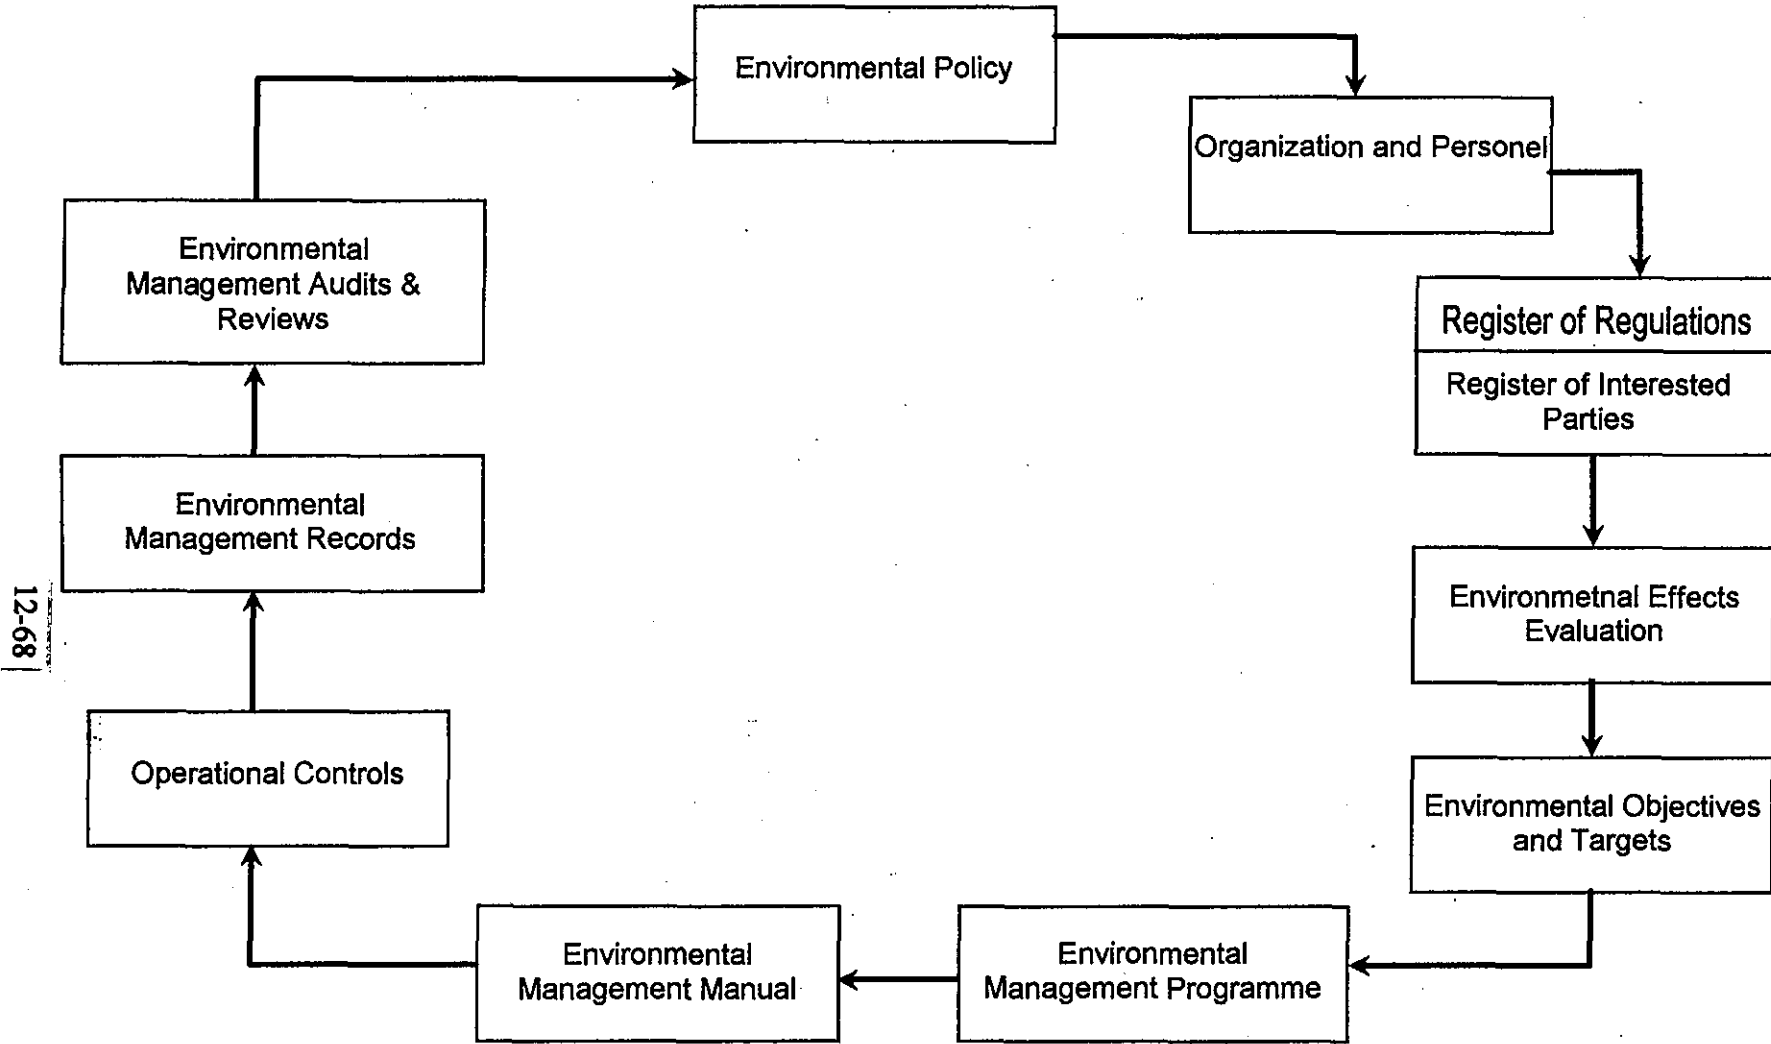 Environmental Policy
Organization and Personel
Environmental
Management Audits &
Reviews
Register of Regulations
Register of Interested
Parties
Environmental
Management Records
Environmetnal Effects
Evaluation
12-68
Operational Controls
Environmental Objectives
and Targets
Environmental
Management Manual
Environmental
Management Programme